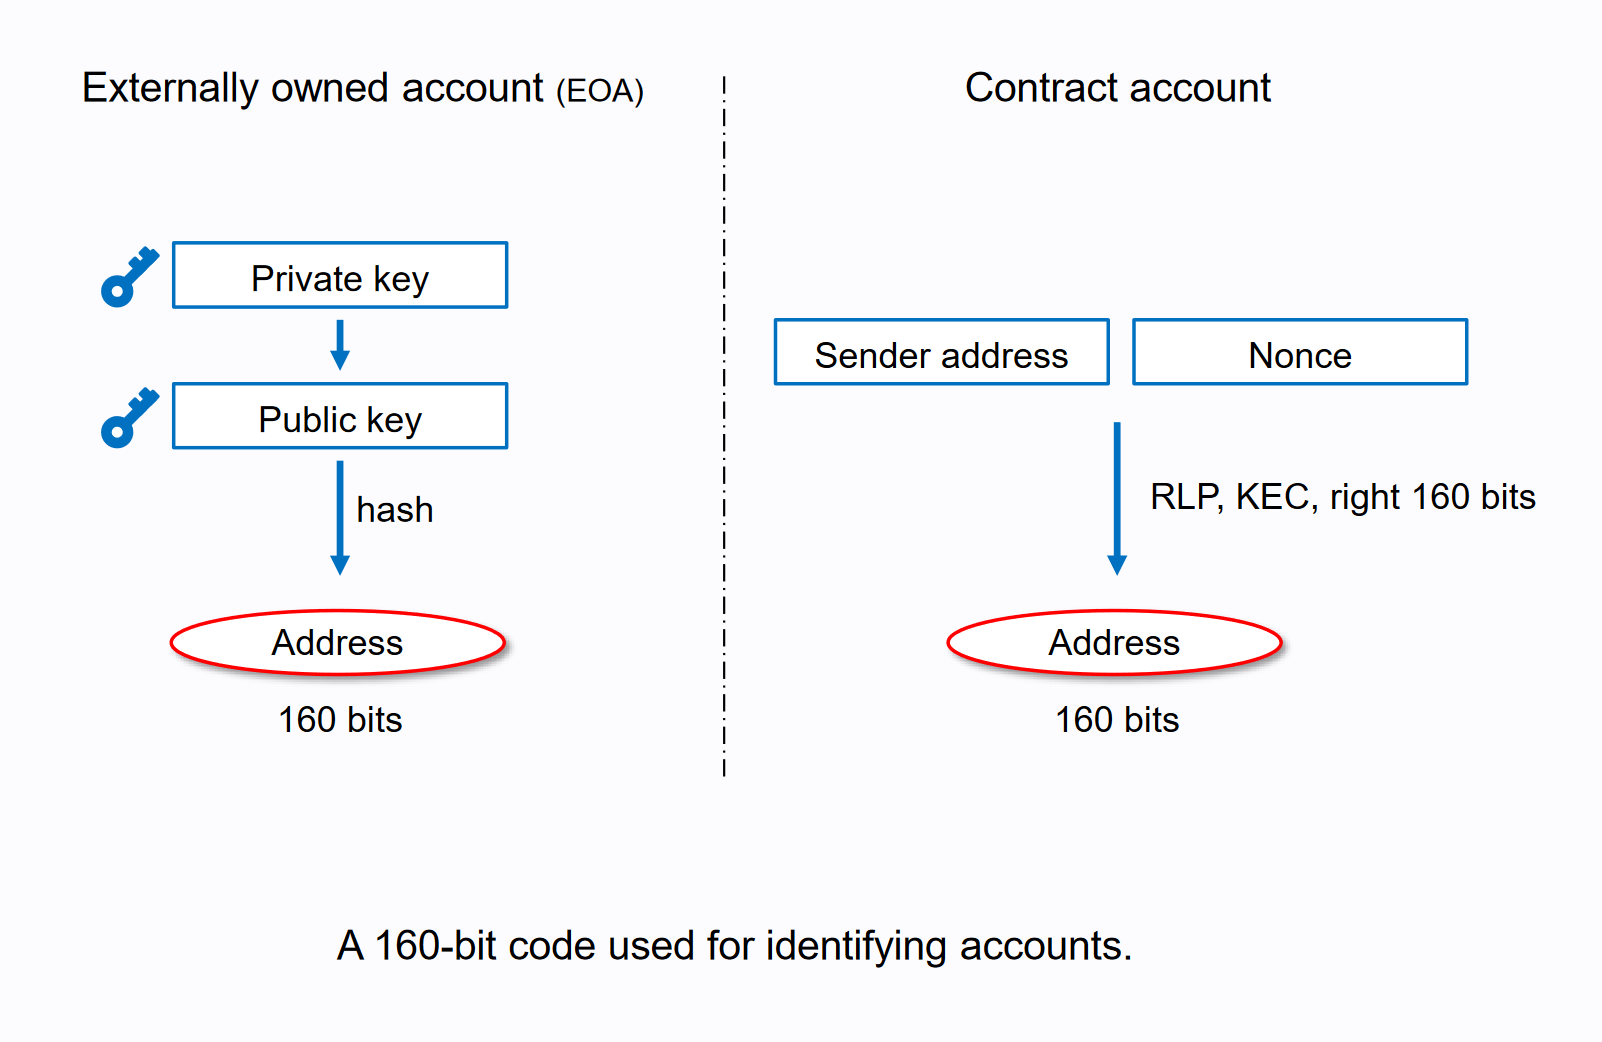 Externally owned account (EOA)
Private key
Public key
hash
Address
160 bits
Contract account
Sender address
Nonce
RLP, KEC, right 160 bits
Address
160 bits
A 160-bit code used for identifying accounts.